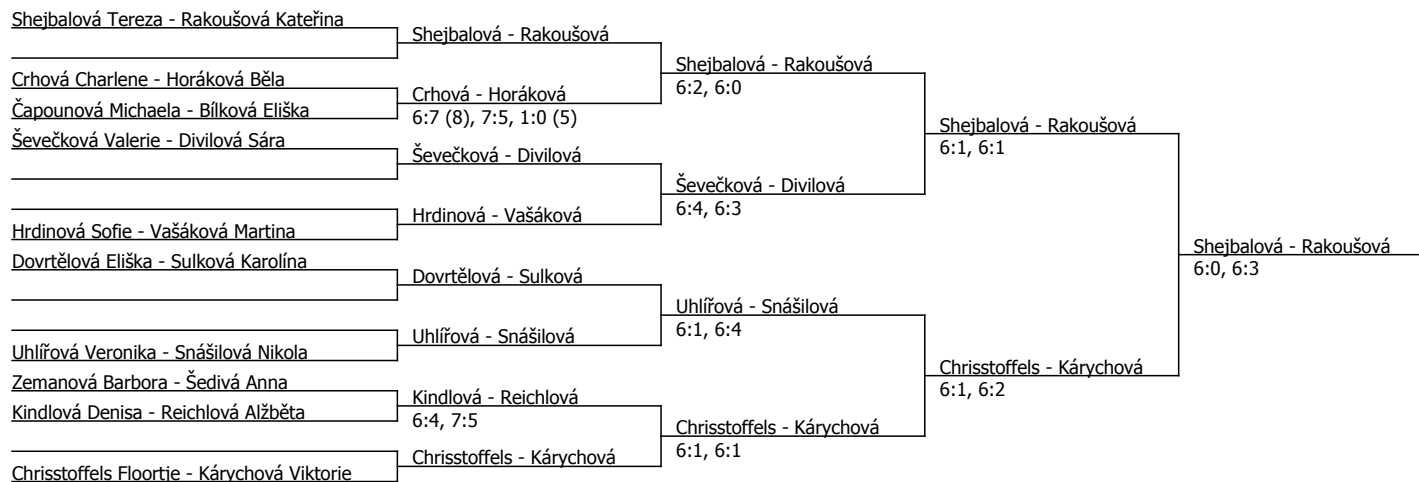 Shejbalová Tereza - Rakoušová Kateřina
Crhová Charlene - Horáková Běla
Čapounová Michaela - Bílková Eliška
Ševečková Valerie - Divilová Sára
Hrdinová Sofie - Vašáková Martina
Dovrtělová Eliška - Sulková Karolína
Uhlířová Veronika - Snášilová Nikola
Zemanová Barbora - Šedivá Anna
Kindlová Denisa - Reichlová Alžběta
Chrisstoffels Floortje - Kárychová Viktorie
Shejbalová - Rakoušová
Crhová - Horáková
6:7 (8), 7:5, 1:0 (5)
Ševečková - Divilová
Hrdinová - Vašáková
Dovrtělová - Sulková
Uhlířová - Snášilová
Kindlová - Reichlová
6:4, 7:5
Chrisstoffels - Kárychová
Shejbalová - Rakoušová
6:2, 6:0
Ševečková - Divilová
6:4, 6:3
Uhlířová - Snášilová
6:1, 6:4
Chrisstoffels - Kárychová
6:1, 6:1
Shejbalová - Rakoušová
6:1, 6:1
Chrisstoffels - Kárychová
6:1, 6:2
Shejbalová - Rakoušová
6:0, 6:3